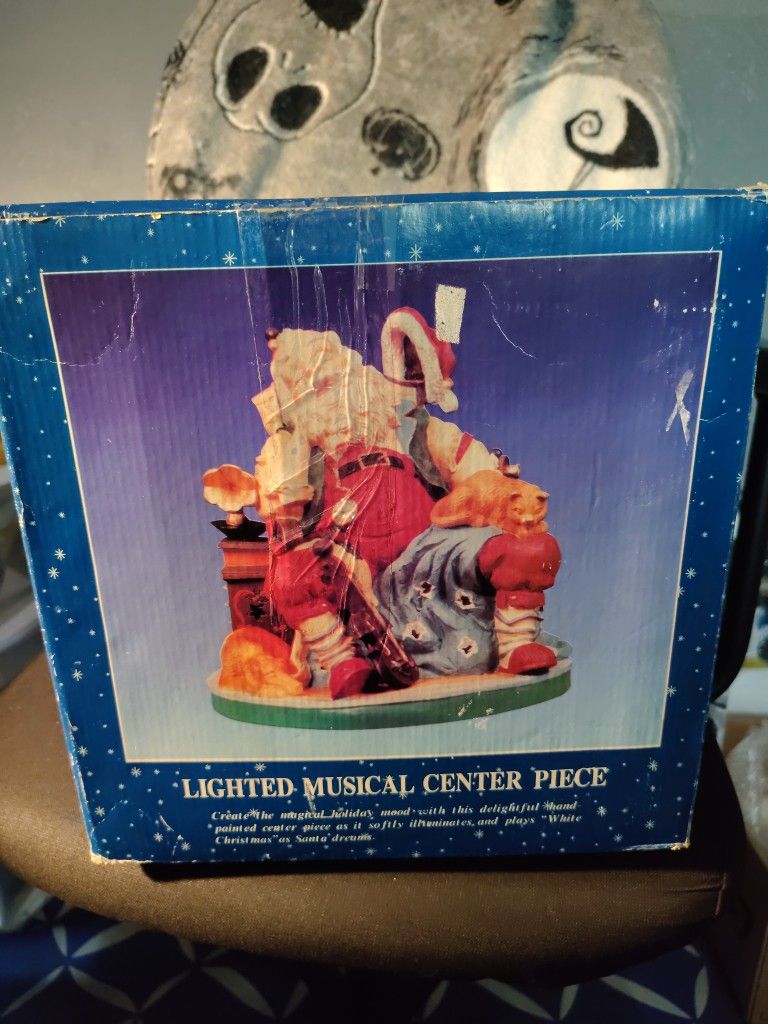 LIGHTED MUSICAL CENTER PIECE
Create the magical holiday mood with this delightful hand
painted center piece as it softly illuminates, and plays "White
Christmas" as Santa dreams.